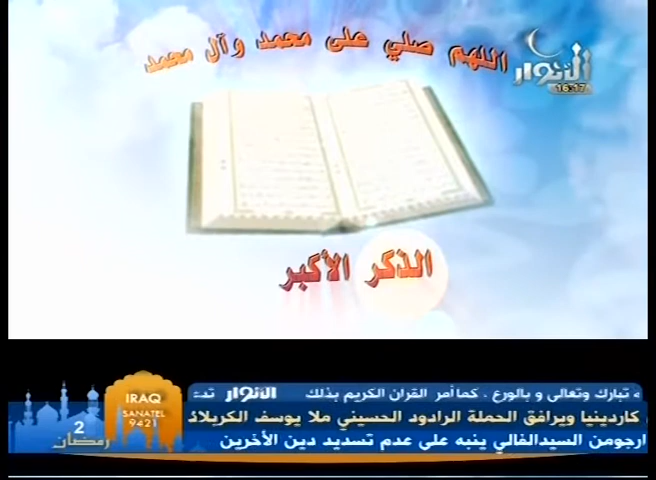 اللهم صلي على محمد وآل محمد
الأنوار
16:17
الذكر الأكبر
IRAQ
SANATEL
9421
2
رمضان
تبارك وتعالى و بالورع ، كما أمر القران الكريم بذلك الأنوار تدعـ
كاردينيا ويرافق الحملة الرادود الحسيني ملا يوسف الكربلائـ
ارجومن السيدالفالي ينبه على عدم تسديد دين الأخرين